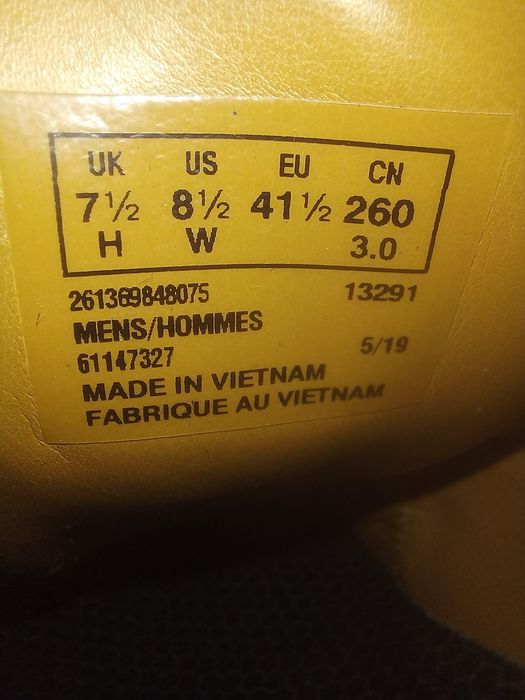 UK US EU CN
7½ 8½ 41½ 260
H W 3.0
261369848075 13291
MENS/HOMMES
61147327 5/19
MADE IN VIETNAM
FABRIQUE AU VIETNAM